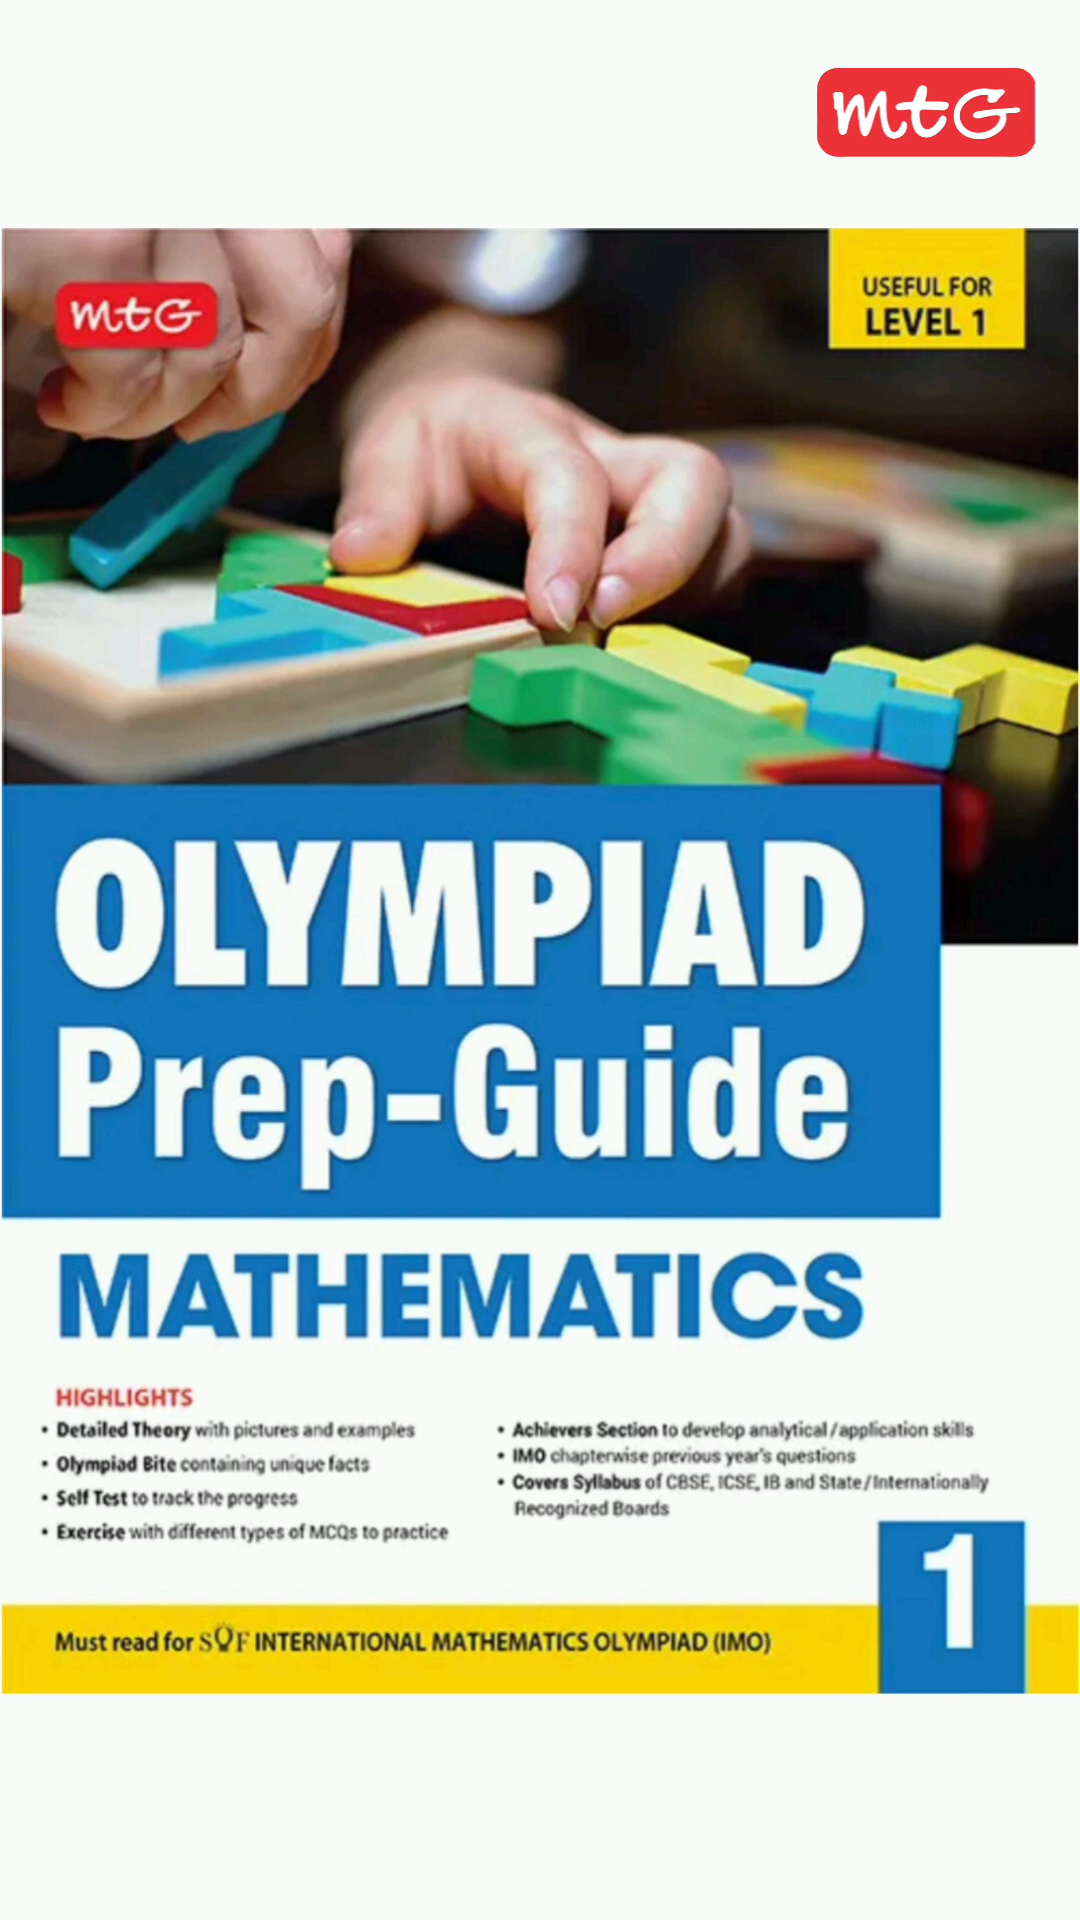 mtG
mtG
USEFUL FOR
LEVEL 1
OLYMPIAD
Prep-Guide
MATHEMATICS
HIGHLIGHTS
• Detailed Theory with pictures and examples
• Olympiad Bite containing unique facts
• Self Test to track the progress
• Exercise with different types of MCQs to practice
• Achievers Section to develop analytical/application skills
• IMO chapterwise previous year's questions
• Covers Syllabus of CBSE, ICSE, IB and State/Internationally
Recognized Boards
1
Must read for SOF INTERNATIONAL MATHEMATICS OLYMPIAD (IMO)